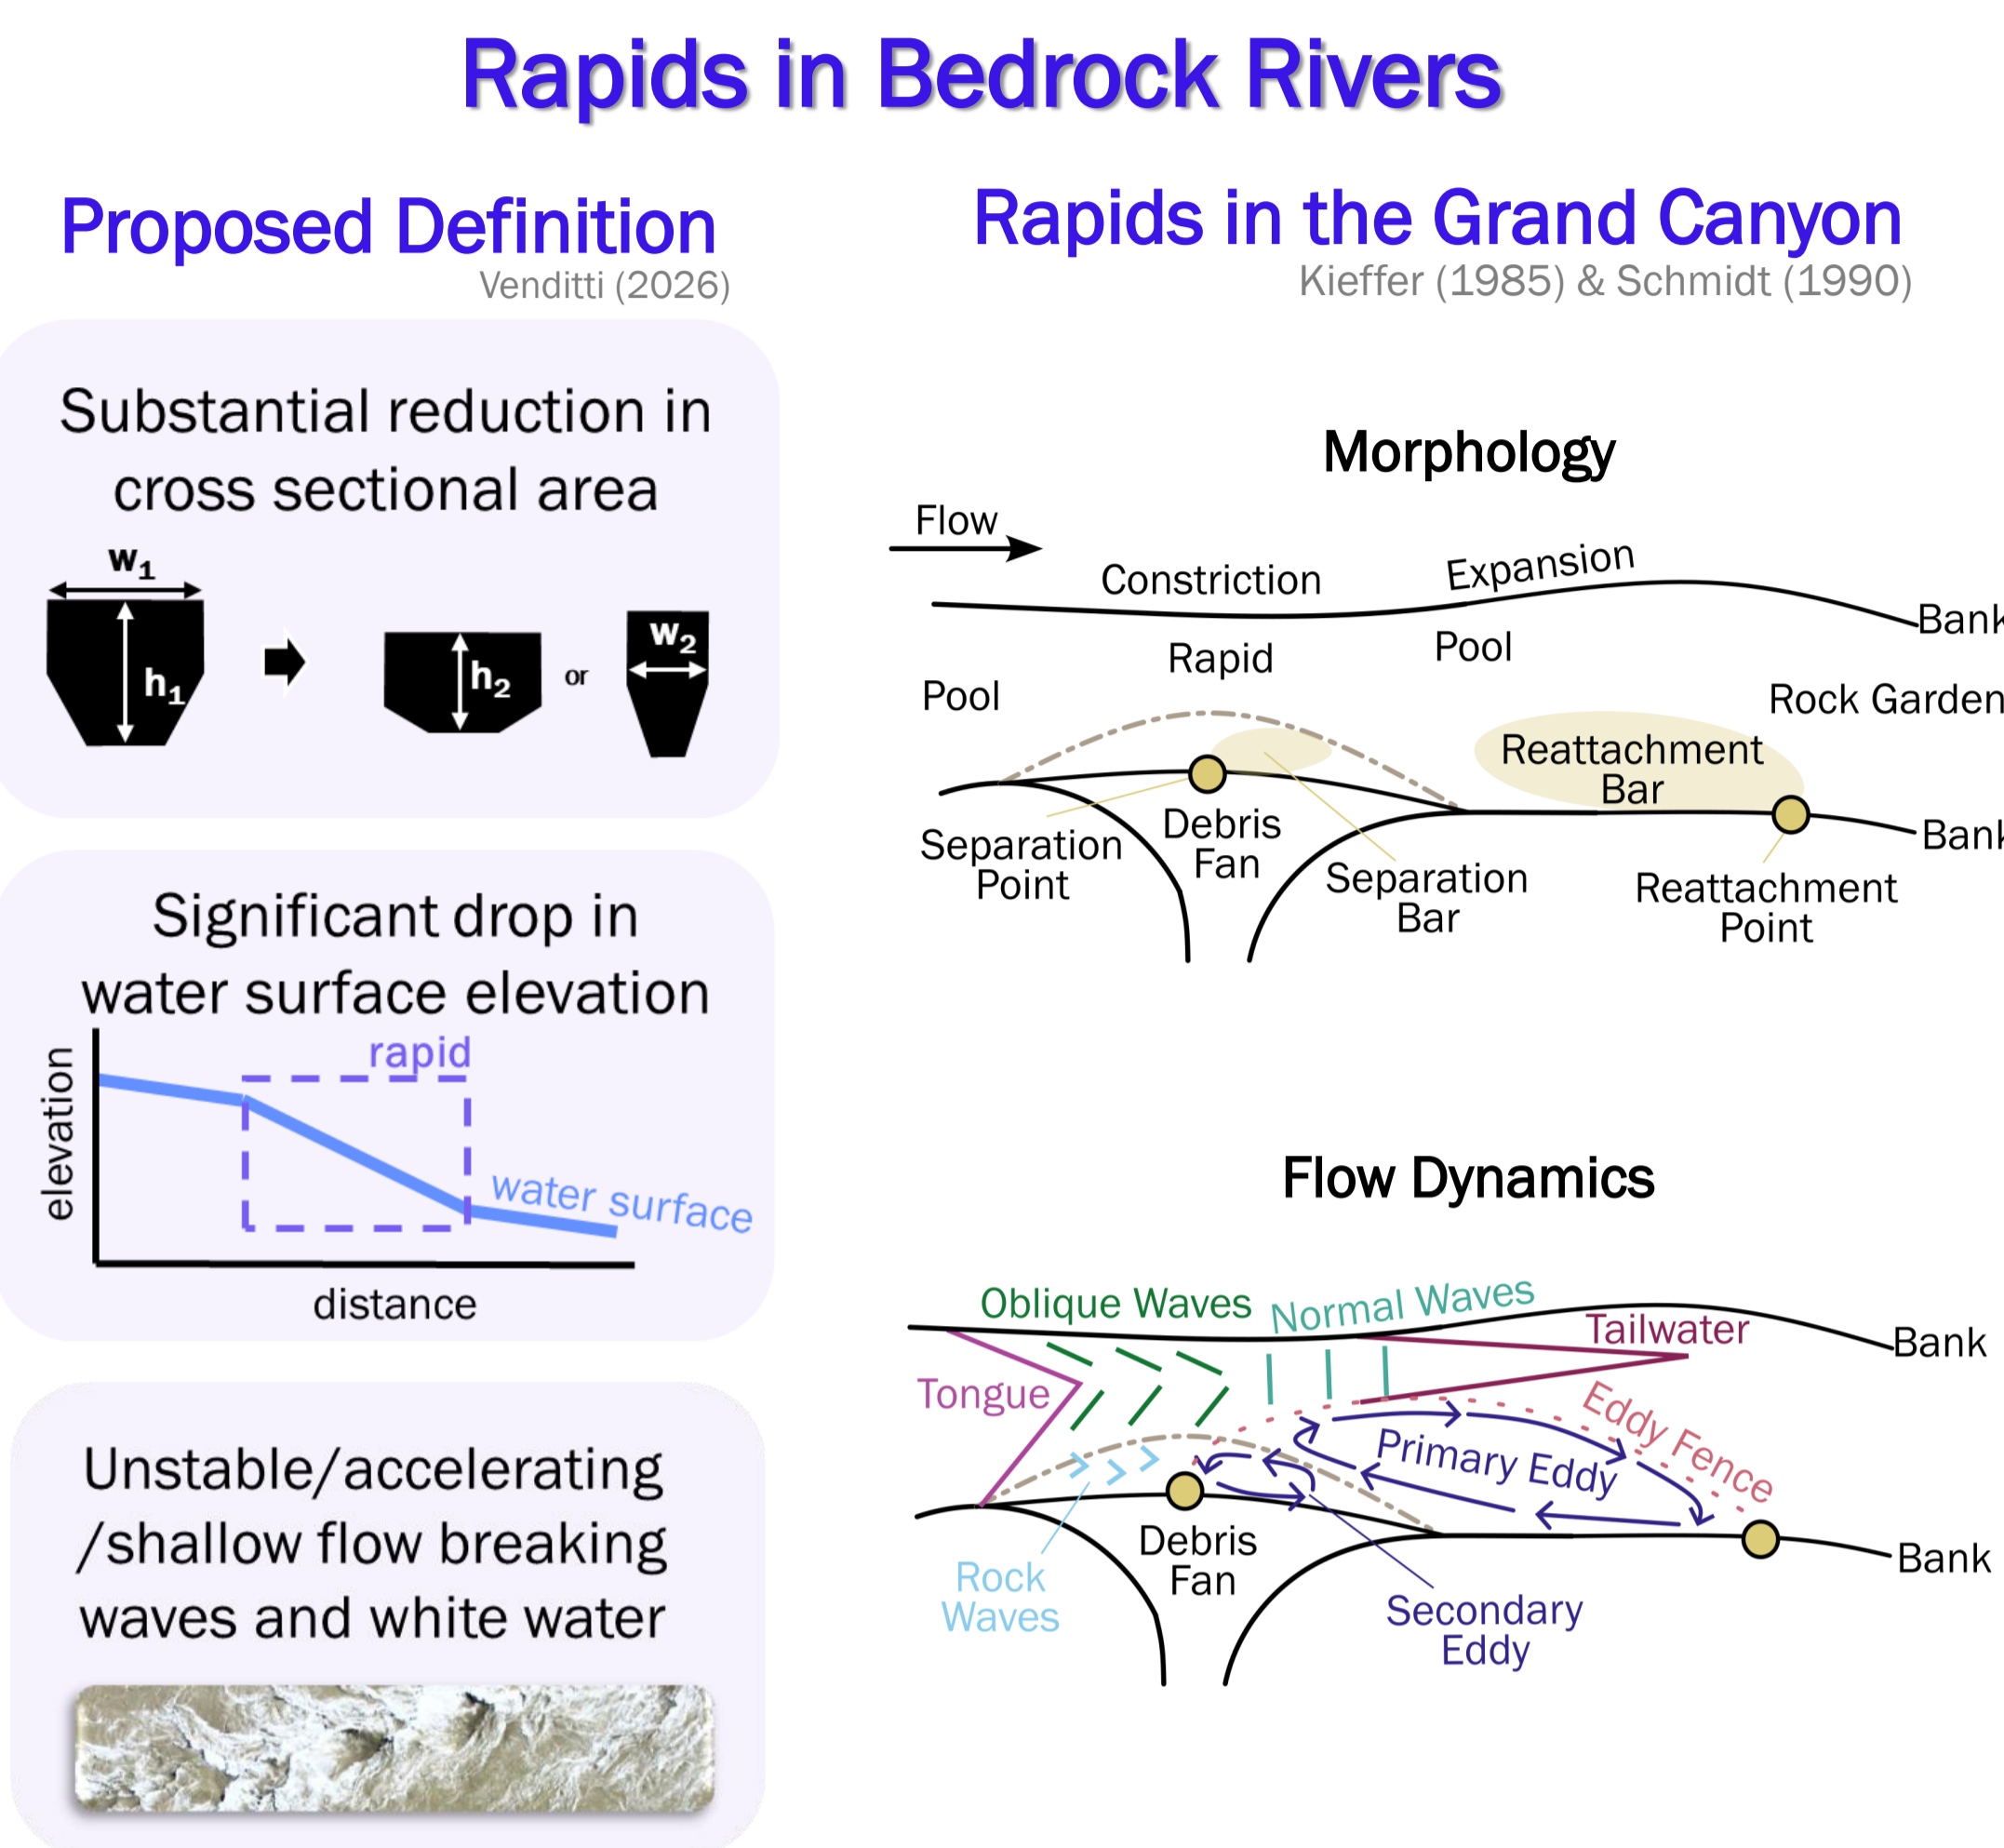 Rapids in Bedrock Rivers
Proposed Definition
Venditti (2026)
Substantial reduction in
cross sectional area
w₁
h₁
h₂
or
w₂
Significant drop in
water surface elevation
rapid
elevation
water surface
distance
Unstable/accelerating
/shallow flow breaking
waves and white water
Rapids in the Grand Canyon
Kieffer (1985) & Schmidt (1990)
Morphology
Flow
Constriction
Expansion
Bank
Rapid
Pool
Pool
Rock Garden
Reattachment
Bar
Separation
Point
Debris
Fan
Separation
Bar
Reattachment
Point
Bank
Flow Dynamics
Oblique Waves
Normal Waves
Tailwater
Bank
Tongue
Eddy Fence
Primary Eddy
Rock
Waves
Debris
Fan
Secondary
Eddy
Bank